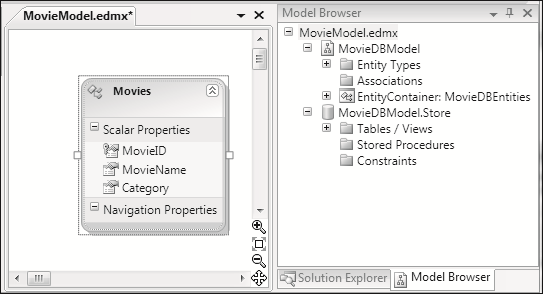 MovieModel.edmx*
Movies
Scalar Properties
MovieID
MovieName
Category
Navigation Properties
Model Browser
MovieModel.edmx
MovieDBModel
Entity Types
Associations
EntityContainer: MovieDBEntities
MovieDBModel.Store
Tables / Views
Stored Procedures
Constraints
Solution Explorer
Model Browser